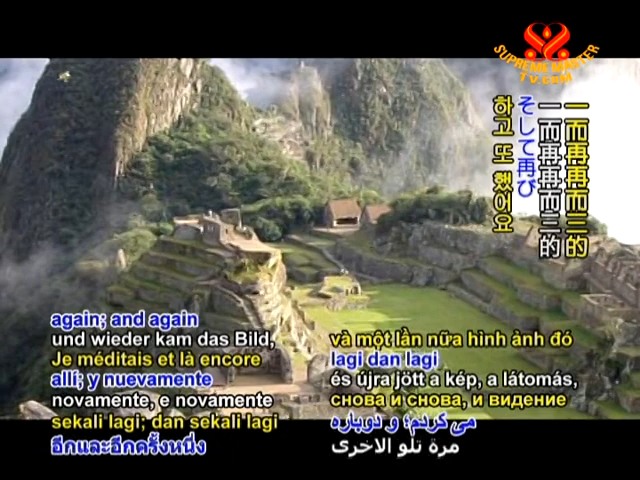 SUPREME MASTER
TV.COM
一而再再而三的
一而再再而三的
そして再び
하고 또 했어요
again; and again
und wieder kam das Bild,
Je méditais et là encore
allí; y nuevamente
novamente, e novamente
sekali lagi; dan sekali lagi
อีกและอีกครั้งหนึ่ง
và một lần nữa hình ảnh đó
lagi dan lagi
és újra jött a kép, a látomás,
снова и снова, и видение
می کردم؛ و دوباره
مرة تلو الاخرى